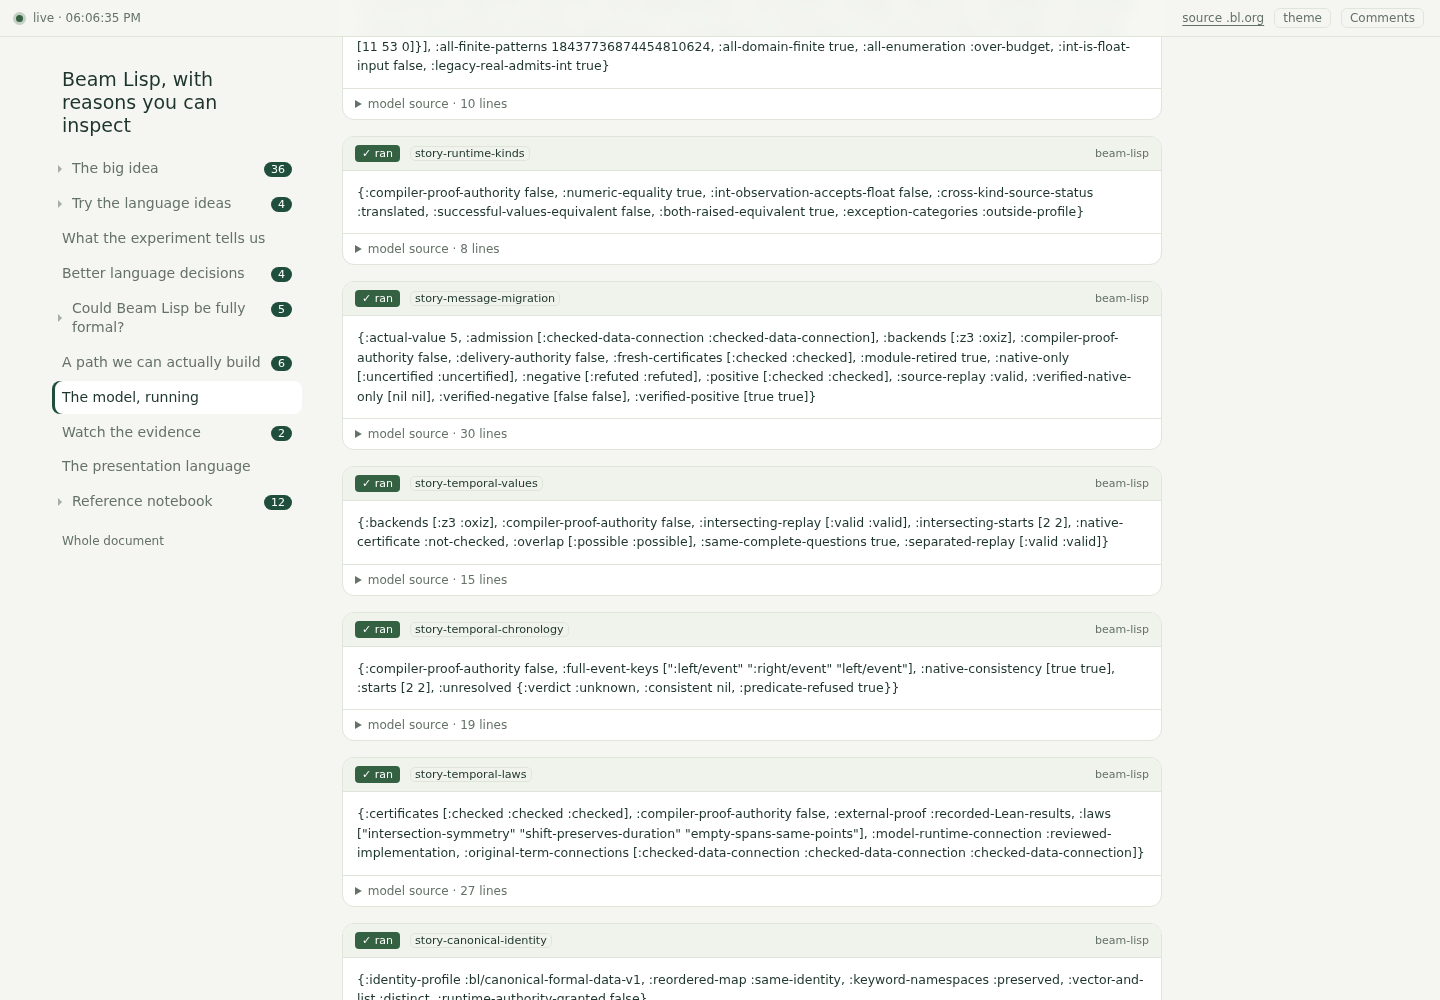 live · 06:06:35 PM
source .bl.org
theme
Comments
Beam Lisp, with
reasons you can
inspect
The big idea 36
Try the language ideas 4
What the experiment tells us
Better language decisions 4
Could Beam Lisp be fully
formal? 5
A path we can actually build 6
The model, running
Watch the evidence 2
The presentation language
Reference notebook 12
Whole document
[11 53 0]}], :all-finite-patterns 18437736874454810624, :all-domain-finite true, :all-enumeration :over-budget, :int-is-float-
input false, :legacy-real-admits-int true}
model source · 10 lines
✓ ran story-runtime-kinds beam-lisp
{:compiler-proof-authority false, :numeric-equality true, :int-observation-accepts-float false, :cross-kind-source-status
:translated, :successful-values-equivalent false, :both-raised-equivalent true, :exception-categories :outside-profile}
model source · 8 lines
✓ ran story-message-migration beam-lisp
{:actual-value 5, :admission [:checked-data-connection :checked-data-connection], :backends [:z3 :oxiz], :compiler-proof-
authority false, :delivery-authority false, :fresh-certificates [:checked :checked], :module-retired true, :native-only
[:uncertified :uncertified], :negative [:refuted :refuted], :positive [:checked :checked], :source-replay :valid, :verified-native-
only [nil nil], :verified-negative [false false], :verified-positive [true true]}
model source · 30 lines
✓ ran story-temporal-values beam-lisp
{:backends [:z3 :oxiz], :compiler-proof-authority false, :intersecting-replay [:valid :valid], :intersecting-starts [2 2], :native-
certificate :not-checked, :overlap [:possible :possible], :same-complete-questions true, :separated-replay [:valid :valid]}
model source · 15 lines
✓ ran story-temporal-chronology beam-lisp
{:compiler-proof-authority false, :full-event-keys [":left/event" ":right/event" "left/event"], :native-consistency [true true],
:starts [2 2], :unresolved {:verdict :unknown, :consistent nil, :predicate-refused true}}
model source · 19 lines
✓ ran story-temporal-laws beam-lisp
{:certificates [:checked :checked :checked], :compiler-proof-authority false, :external-proof :recorded-Lean-results, :laws
["intersection-symmetry" "shift-preserves-duration" "empty-spans-same-points"], :model-runtime-connection :reviewed-
implementation, :original-term-connections [:checked-data-connection :checked-data-connection :checked-data-connection]}
model source · 27 lines
✓ ran story-canonical-identity beam-lisp
{:identity-profile :bl/canonical-formal-data-v1, :reordered-map :same-identity, :keyword-namespaces :preserved, :vector-and-
list :distinct, :runtime-authority-granted false}